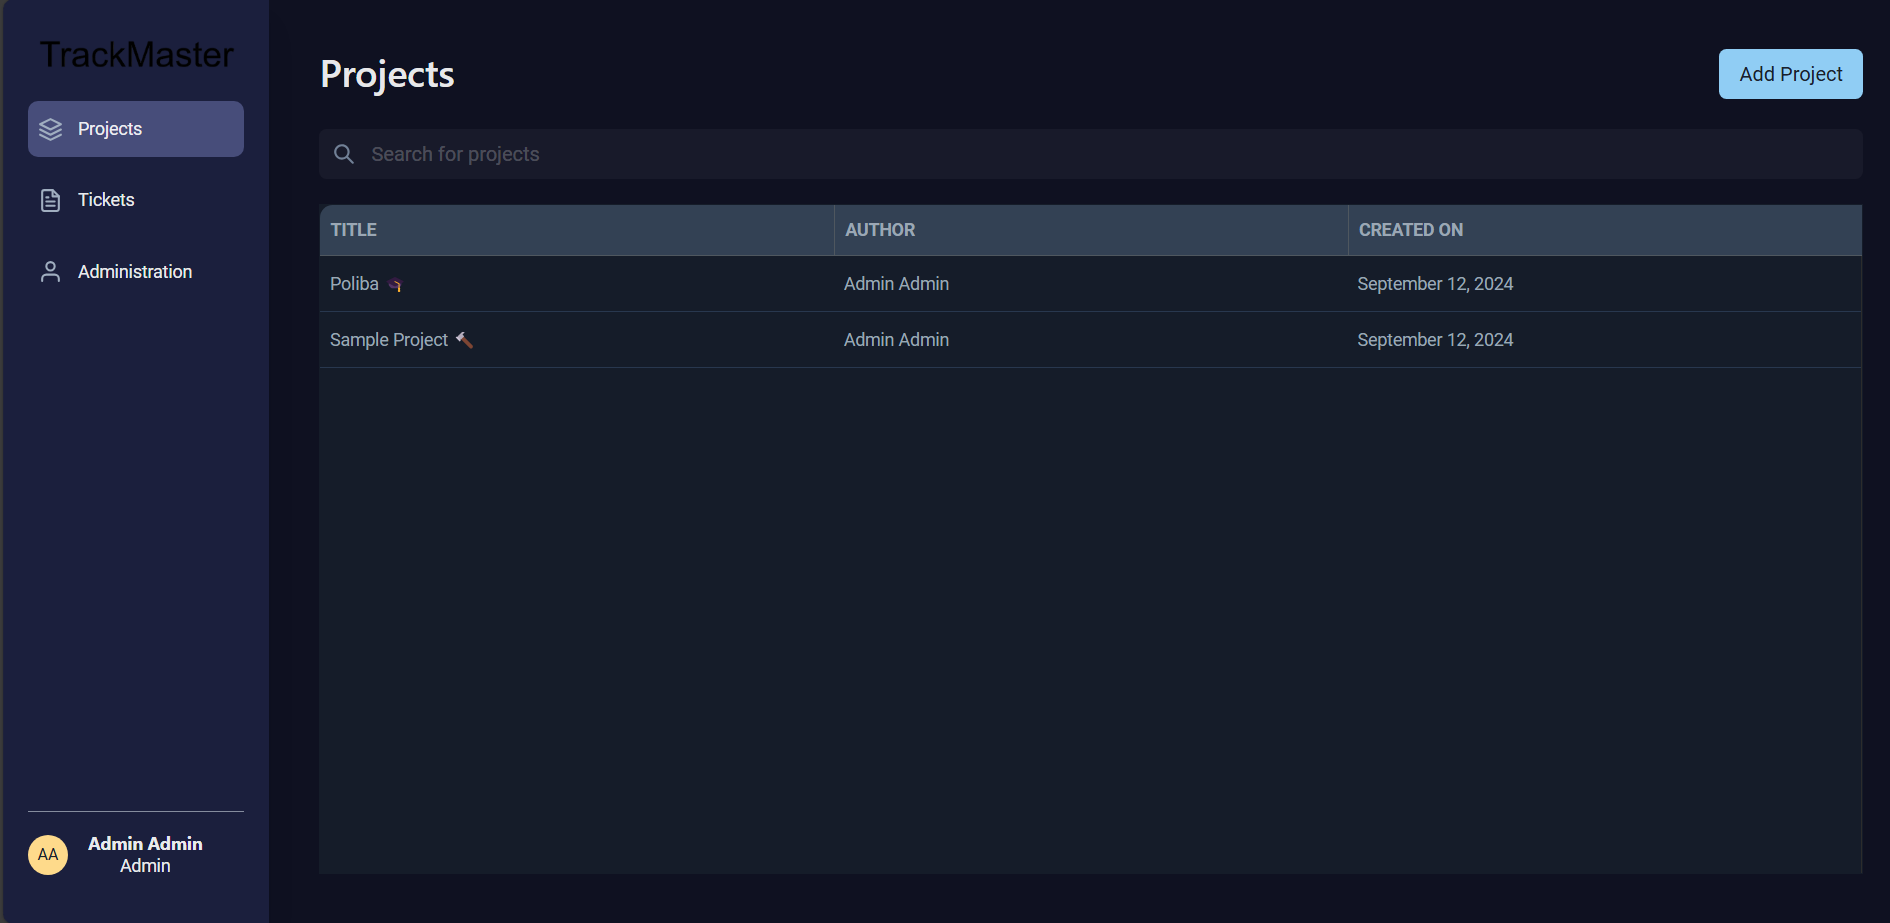 TrackMaster
Projects
Tickets
Administration
Admin Admin
Admin
AA
Projects
Add Project
Search for projects
TITLE AUTHOR CREATED ON
Poliba 🎓 Admin Admin September 12, 2024
Sample Project 🔨 Admin Admin September 12, 2024